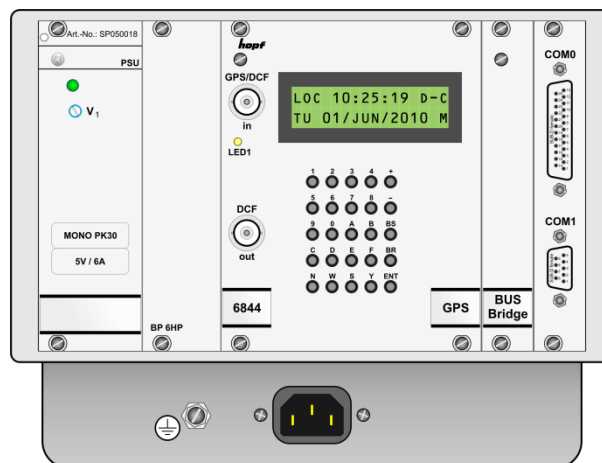 Art.-No.: SP050018
PSU
V1
MONO PK30
5V / 6A
BP 6HP
hopf
GPS/DCF
in
LED1
DCF
out
6844
LOC 10:25:19 D-C
TU 01/JUN/2010 M
1 2 3 4 +
5 6 7 8 –
9 0 A B BS
C D E F BR
N W S Y ENT
GPS
BUS
Bridge
COM0
COM1